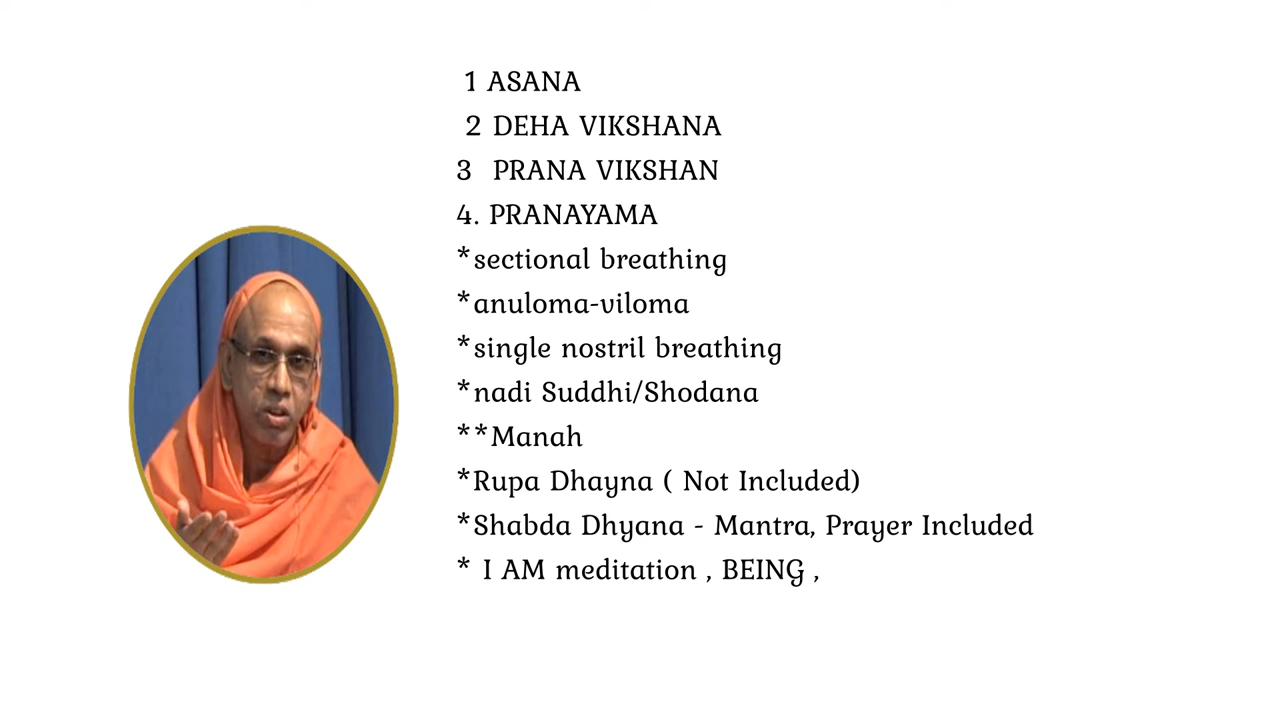 1 ASANA
2 DEHA VIKSHANA
3 PRANA VIKSHAN
4. PRANAYAMA
*sectional breathing
*anuloma-viloma
*single nostril breathing
*nadi Suddhi/Shodana
**Manah
*Rupa Dhayna ( Not Included)
*Shabda Dhyana - Mantra, Prayer Included
* I AM meditation , BEING ,